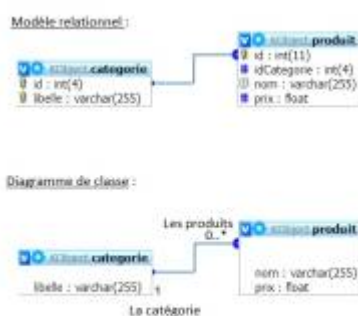 Modèle relationnel :
produit
id : int(11)
categorie
idCategorie : int(4)
id : int(4)
nom : varchar(255)
libelle : varchar(255)
prix : float
Diagramme de classe :
Les produits
0..*
produit
categorie
nom : varchar(255)
libelle : varchar(255)
1
prix : float
La catégorie